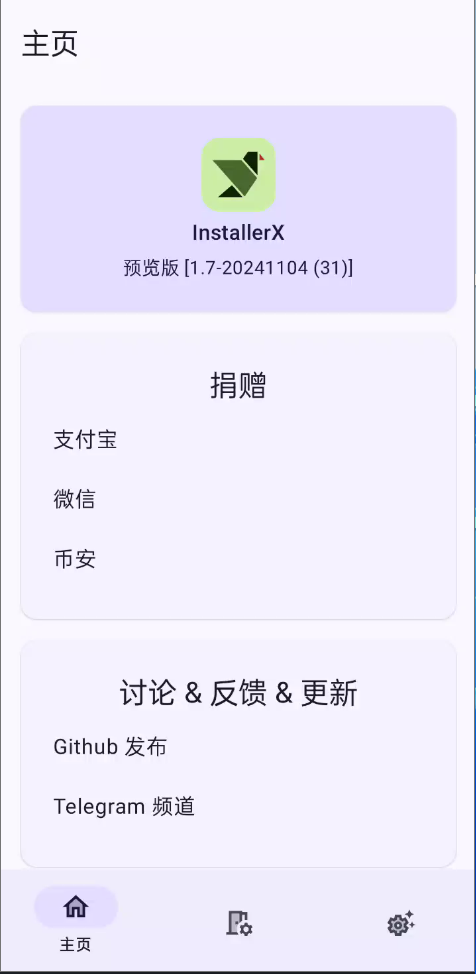 主页
InstallerX
预览版 [1.7-20241104 (31)]
捐赠
支付宝
微信
币安
讨论 & 反馈 & 更新
Github 发布
Telegram 频道
主页